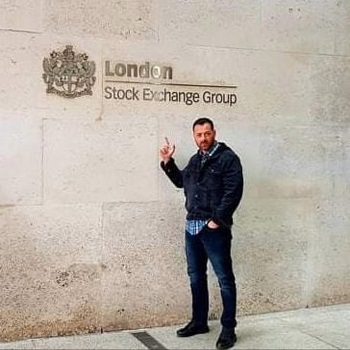 London
Stock Exchange Group